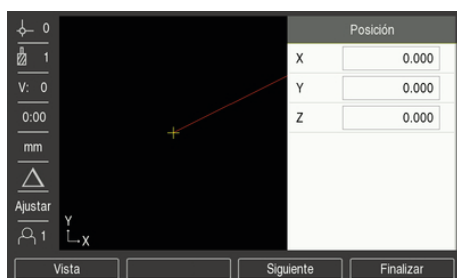 0
Posición
1
X 0.000
V: 0
Y 0.000
0:00
Z 0.000
mm
Ajustar
1
Y
X
Vista
Siguiente
Finalizar